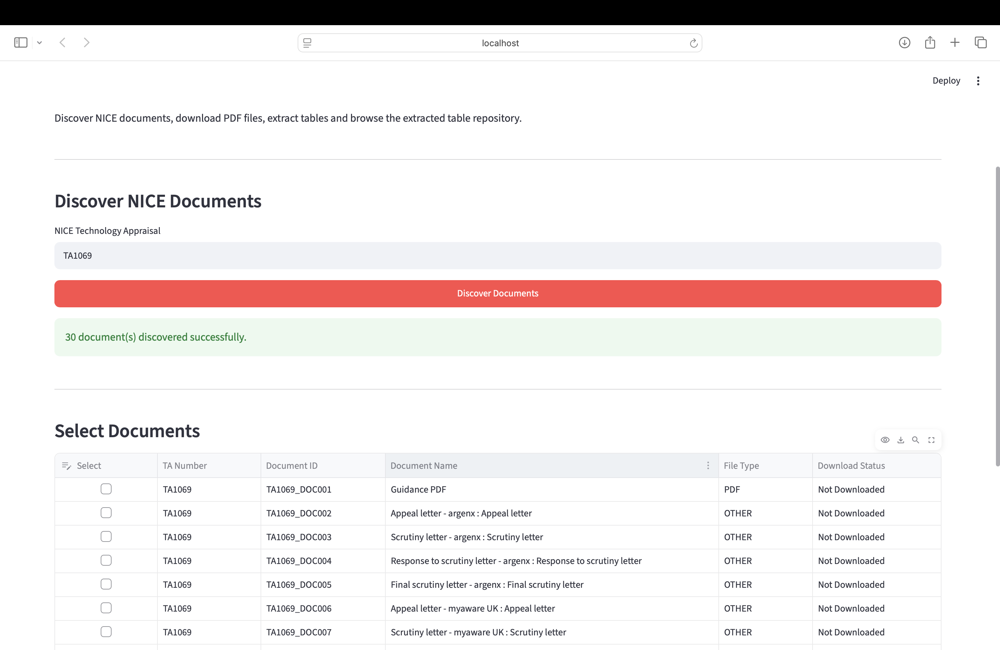 localhost
Deploy
Discover NICE documents, download PDF files, extract tables and browse the extracted table repository.
Discover NICE Documents
NICE Technology Appraisal
TA1069
Discover Documents
30 document(s) discovered successfully.
Select Documents
Select TA Number Document ID Document Name File Type Download Status
TA1069 TA1069_DOC001 Guidance PDF PDF Not Downloaded
TA1069 TA1069_DOC002 Appeal letter - argenx : Appeal letter OTHER Not Downloaded
TA1069 TA1069_DOC003 Scrutiny letter - argenx : Scrutiny letter OTHER Not Downloaded
TA1069 TA1069_DOC004 Response to scrutiny letter - argenx : Response to scrutiny letter OTHER Not Downloaded
TA1069 TA1069_DOC005 Final scrutiny letter - argenx : Final scrutiny letter OTHER Not Downloaded
TA1069 TA1069_DOC006 Appeal letter - myaware UK : Appeal letter OTHER Not Downloaded
TA1069 TA1069_DOC007 Scrutiny letter - myaware UK : Scrutiny letter OTHER Not Downloaded